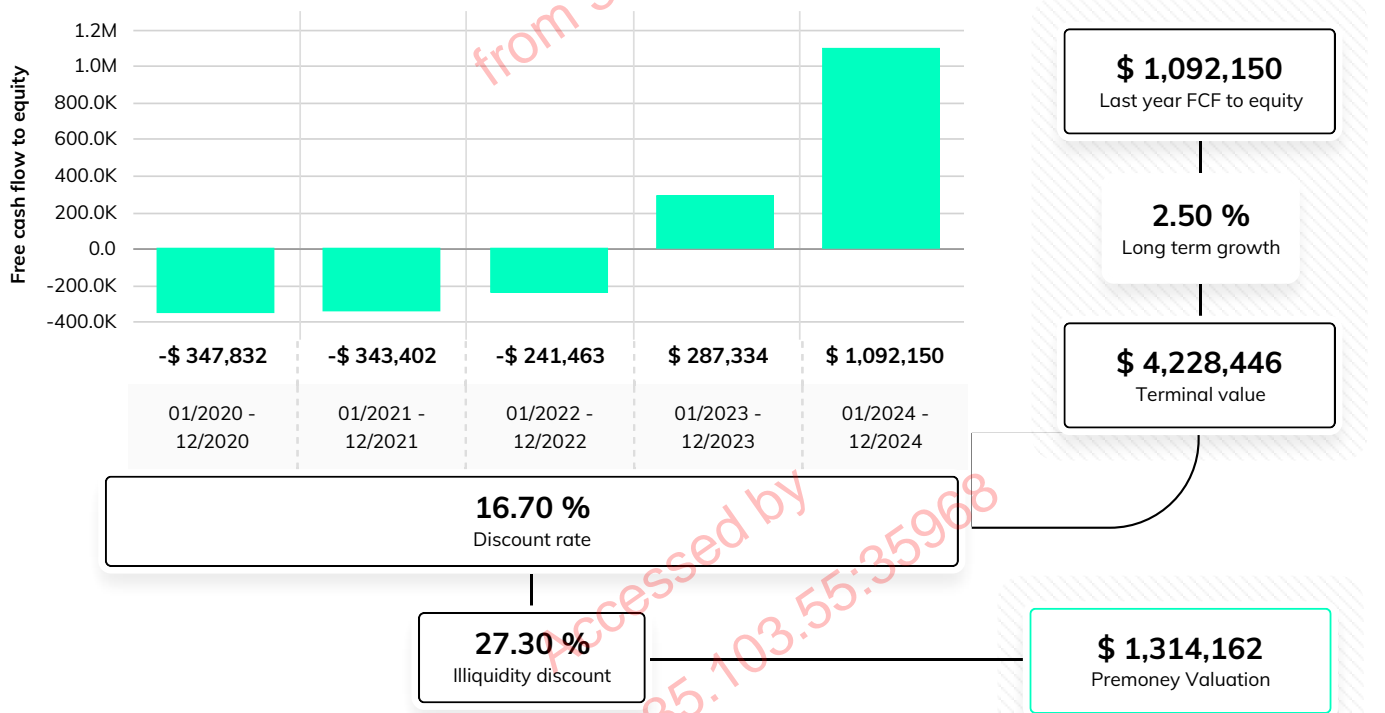 Free cash flow to equity
1.2M
1.0M
800.0K
600.0K
400.0K
200.0K
0.0
-200.0K
-400.0K
-$ 347,832
-$ 343,402
-$ 241,463
$ 287,334
$ 1,092,150
01/2020 -
12/2020
01/2021 -
12/2021
01/2022 -
12/2022
01/2023 -
12/2023
01/2024 -
12/2024
$ 1,092,150
Last year FCF to equity
2.50 %
Long term growth
$ 4,228,446
Terminal value
16.70 %
Discount rate
27.30 %
Illiquidity discount
$ 1,314,162
Premoney Valuation
from
Accessed by
85.103.55:35968